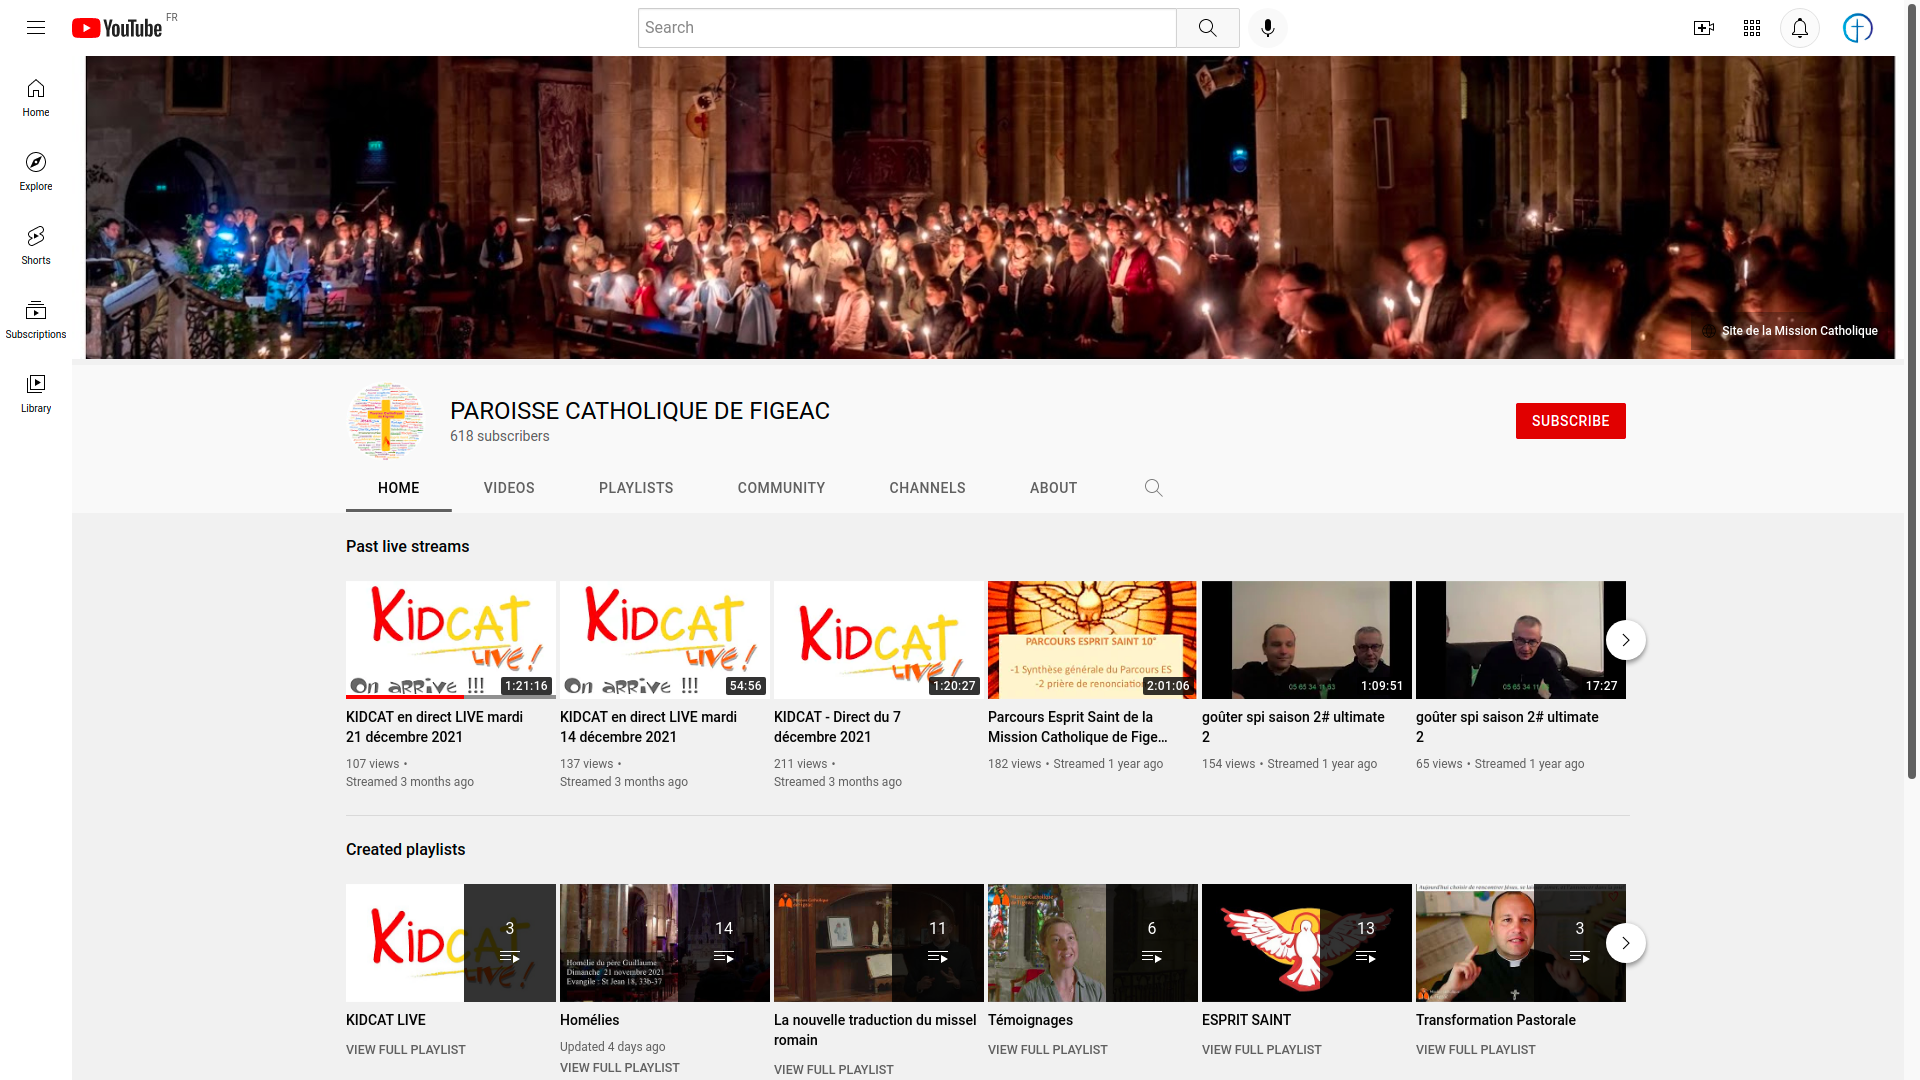 YouTube FR
Search
Home
Explore
Shorts
Subscriptions
Library
Site de la Mission Catholique
PAROISSE CATHOLIQUE DE FIGEAC
618 subscribers
SUBSCRIBE
HOME VIDEOS PLAYLISTS COMMUNITY CHANNELS ABOUT
Past live streams
KIDCAT LIVE!
On ARRIVE !!!
1:21:16
KIDCAT en direct LIVE mardi
21 décembre 2021
107 views •
Streamed 3 months ago
KIDCAT LIVE!
On ARRIVE !!!
54:56
KIDCAT en direct LIVE mardi
14 décembre 2021
137 views •
Streamed 3 months ago
KIDCAT LIVE!
1:20:27
KIDCAT - Direct du 7
décembre 2021
211 views •
Streamed 3 months ago
PARCOURS ESPRIT SAINT 10°
-1 Synthèse générale du Parcours ES
-2 prière de renonciation
2:01:06
Parcours Esprit Saint de la
Mission Catholique de Fige...
182 views • Streamed 1 year ago
1:09:51
goûter spi saison 2# ultimate
2
154 views • Streamed 1 year ago
17:27
goûter spi saison 2# ultimate
2
65 views • Streamed 1 year ago
Created playlists
KIDCAT LIVE!
3
KIDCAT LIVE
VIEW FULL PLAYLIST
Homélie du père Guillaume
Dimanche 21 novembre 2021
Evangile : St Jean 18, 33b-37
14
Homélies
Updated 4 days ago
VIEW FULL PLAYLIST
11
La nouvelle traduction du missel
romain
VIEW FULL PLAYLIST
6
Témoignages
VIEW FULL PLAYLIST
13
ESPRIT SAINT
VIEW FULL PLAYLIST
3
Transformation Pastorale
VIEW FULL PLAYLIST